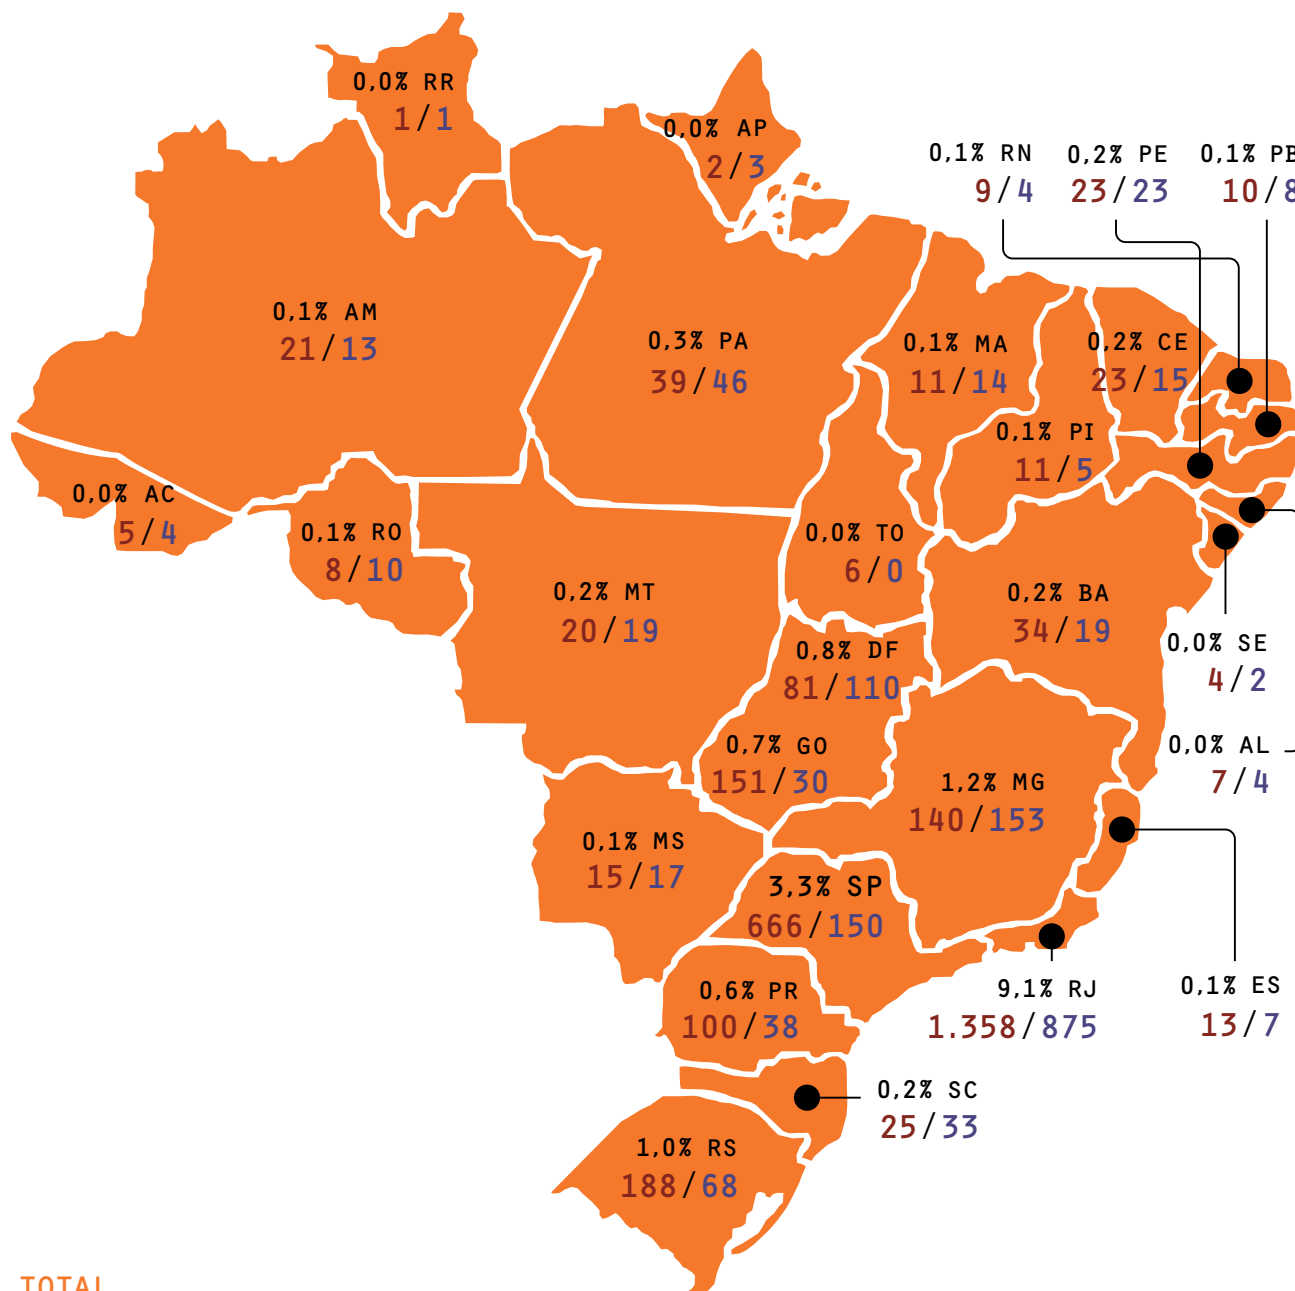 0,0% RR
1/1
0,0% AP
2/3
0,1% RN
9/4
0,2% PE
23/23
0,1% PB
10/8
0,1% AM
21/13
0,3% PA
39/46
0,1% MA
11/14
0,2% CE
23/15
0,1% PI
11/5
0,0% AC
5/4
0,1% RO
8/10
0,0% TO
6/0
0,2% MT
20/19
0,2% BA
34/19
0,8% DF
81/110
0,0% SE
4/2
0,7% GO
151/30
0,0% AL
7/4
1,2% MG
140/153
0,1% MS
15/17
3,3% SP
666/150
0,6% PR
100/38
9,1% RJ
1.358/875
0,1% ES
13/7
0,2% SC
25/33
1,0% RS
188/68
TOTAL